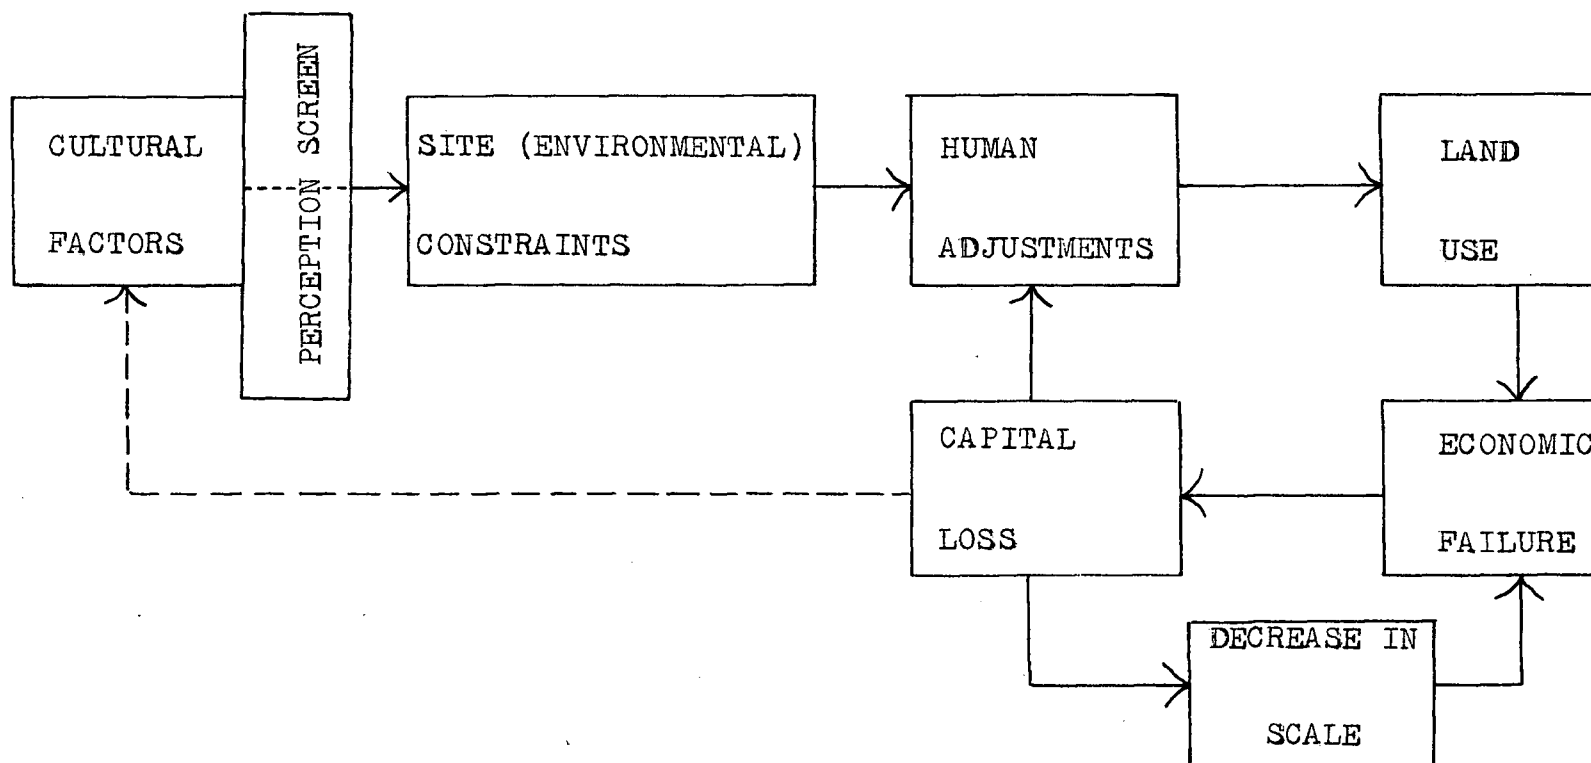 CULTURAL
FACTORS
PERCEPTION SCREEN
SITE (ENVIRONMENTAL)
CONSTRAINTS
HUMAN
ADJUSTMENTS
LAND
USE
CAPITAL
LOSS
ECONOMIC
FAILURE
DECREASE IN
SCALE